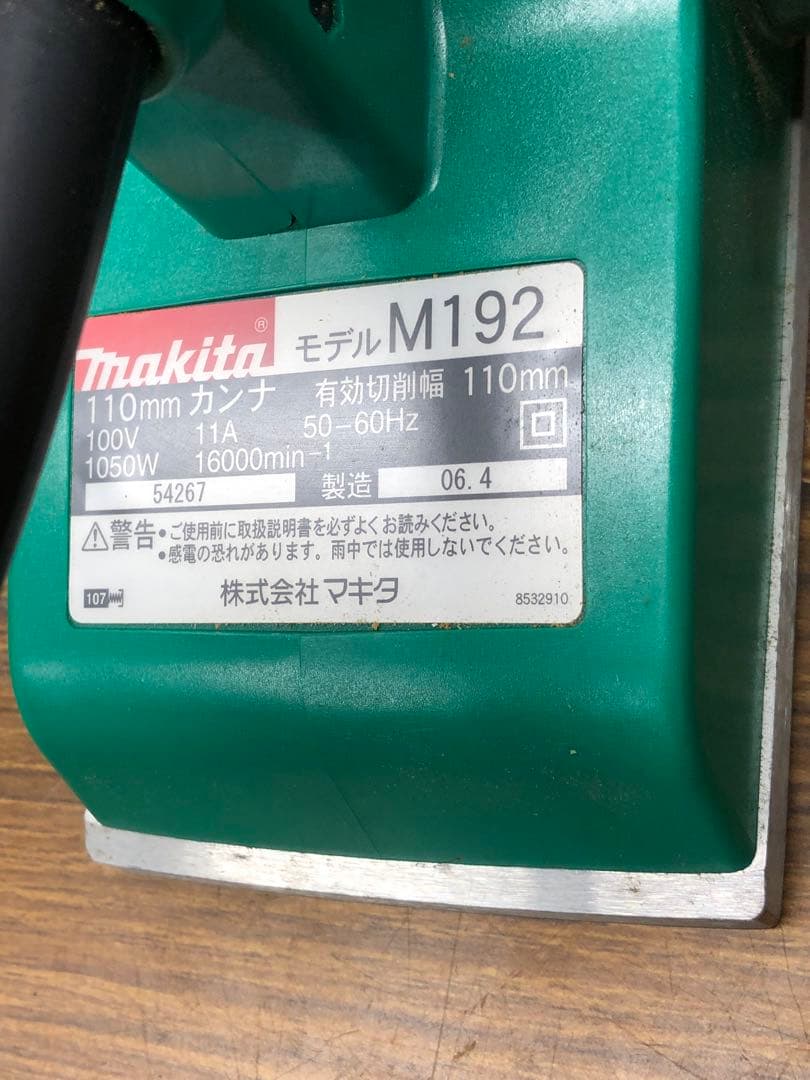 makita® モデル M192
110mm カンナ 有効切削幅 110mm
100V 11A 50-60Hz
1050W 16000min-1
54267 製造 06.4
警告 •ご使用前に取扱説明書を必ずよくお読みください。
•感電の恐れがあります。雨中では使用しないでください。
107 株式会社マキタ 8532910